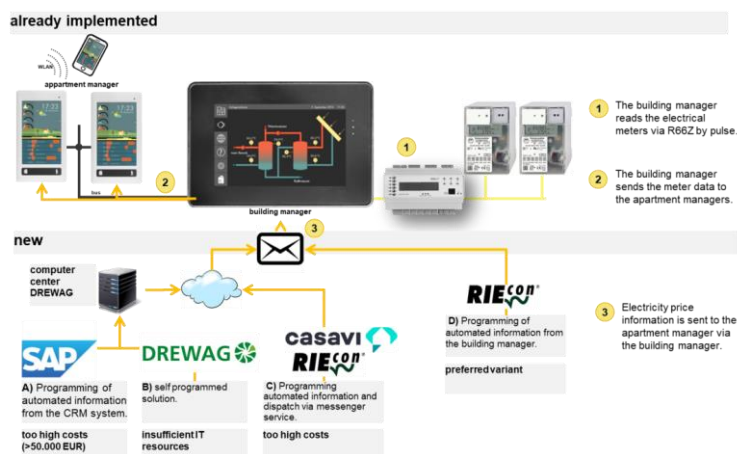 already implemented
WLAN
appartment manager
17:23
17:23
bus
2
building manager
1
1
The building manager
reads the electrical
meters via R66Z by pulse.
2
The building manager
sends the meter data to
the apartment managers.
new
3
computer
center
DREWAG
SAP
DREWAG
casavi
RIEcon
RIEcon
A) Programming of
automated information
from the CRM system.
B) self programmed
solution.
C) Programming
automated information and
dispatch via messenger
service.
D) Programming of
automated information from
the building manager.
preferred variant
too high costs
(>50.000 EUR)
insufficient IT
resources
too high costs
3
Electricity price
information is sent to the
apartment manager via
the building manager.